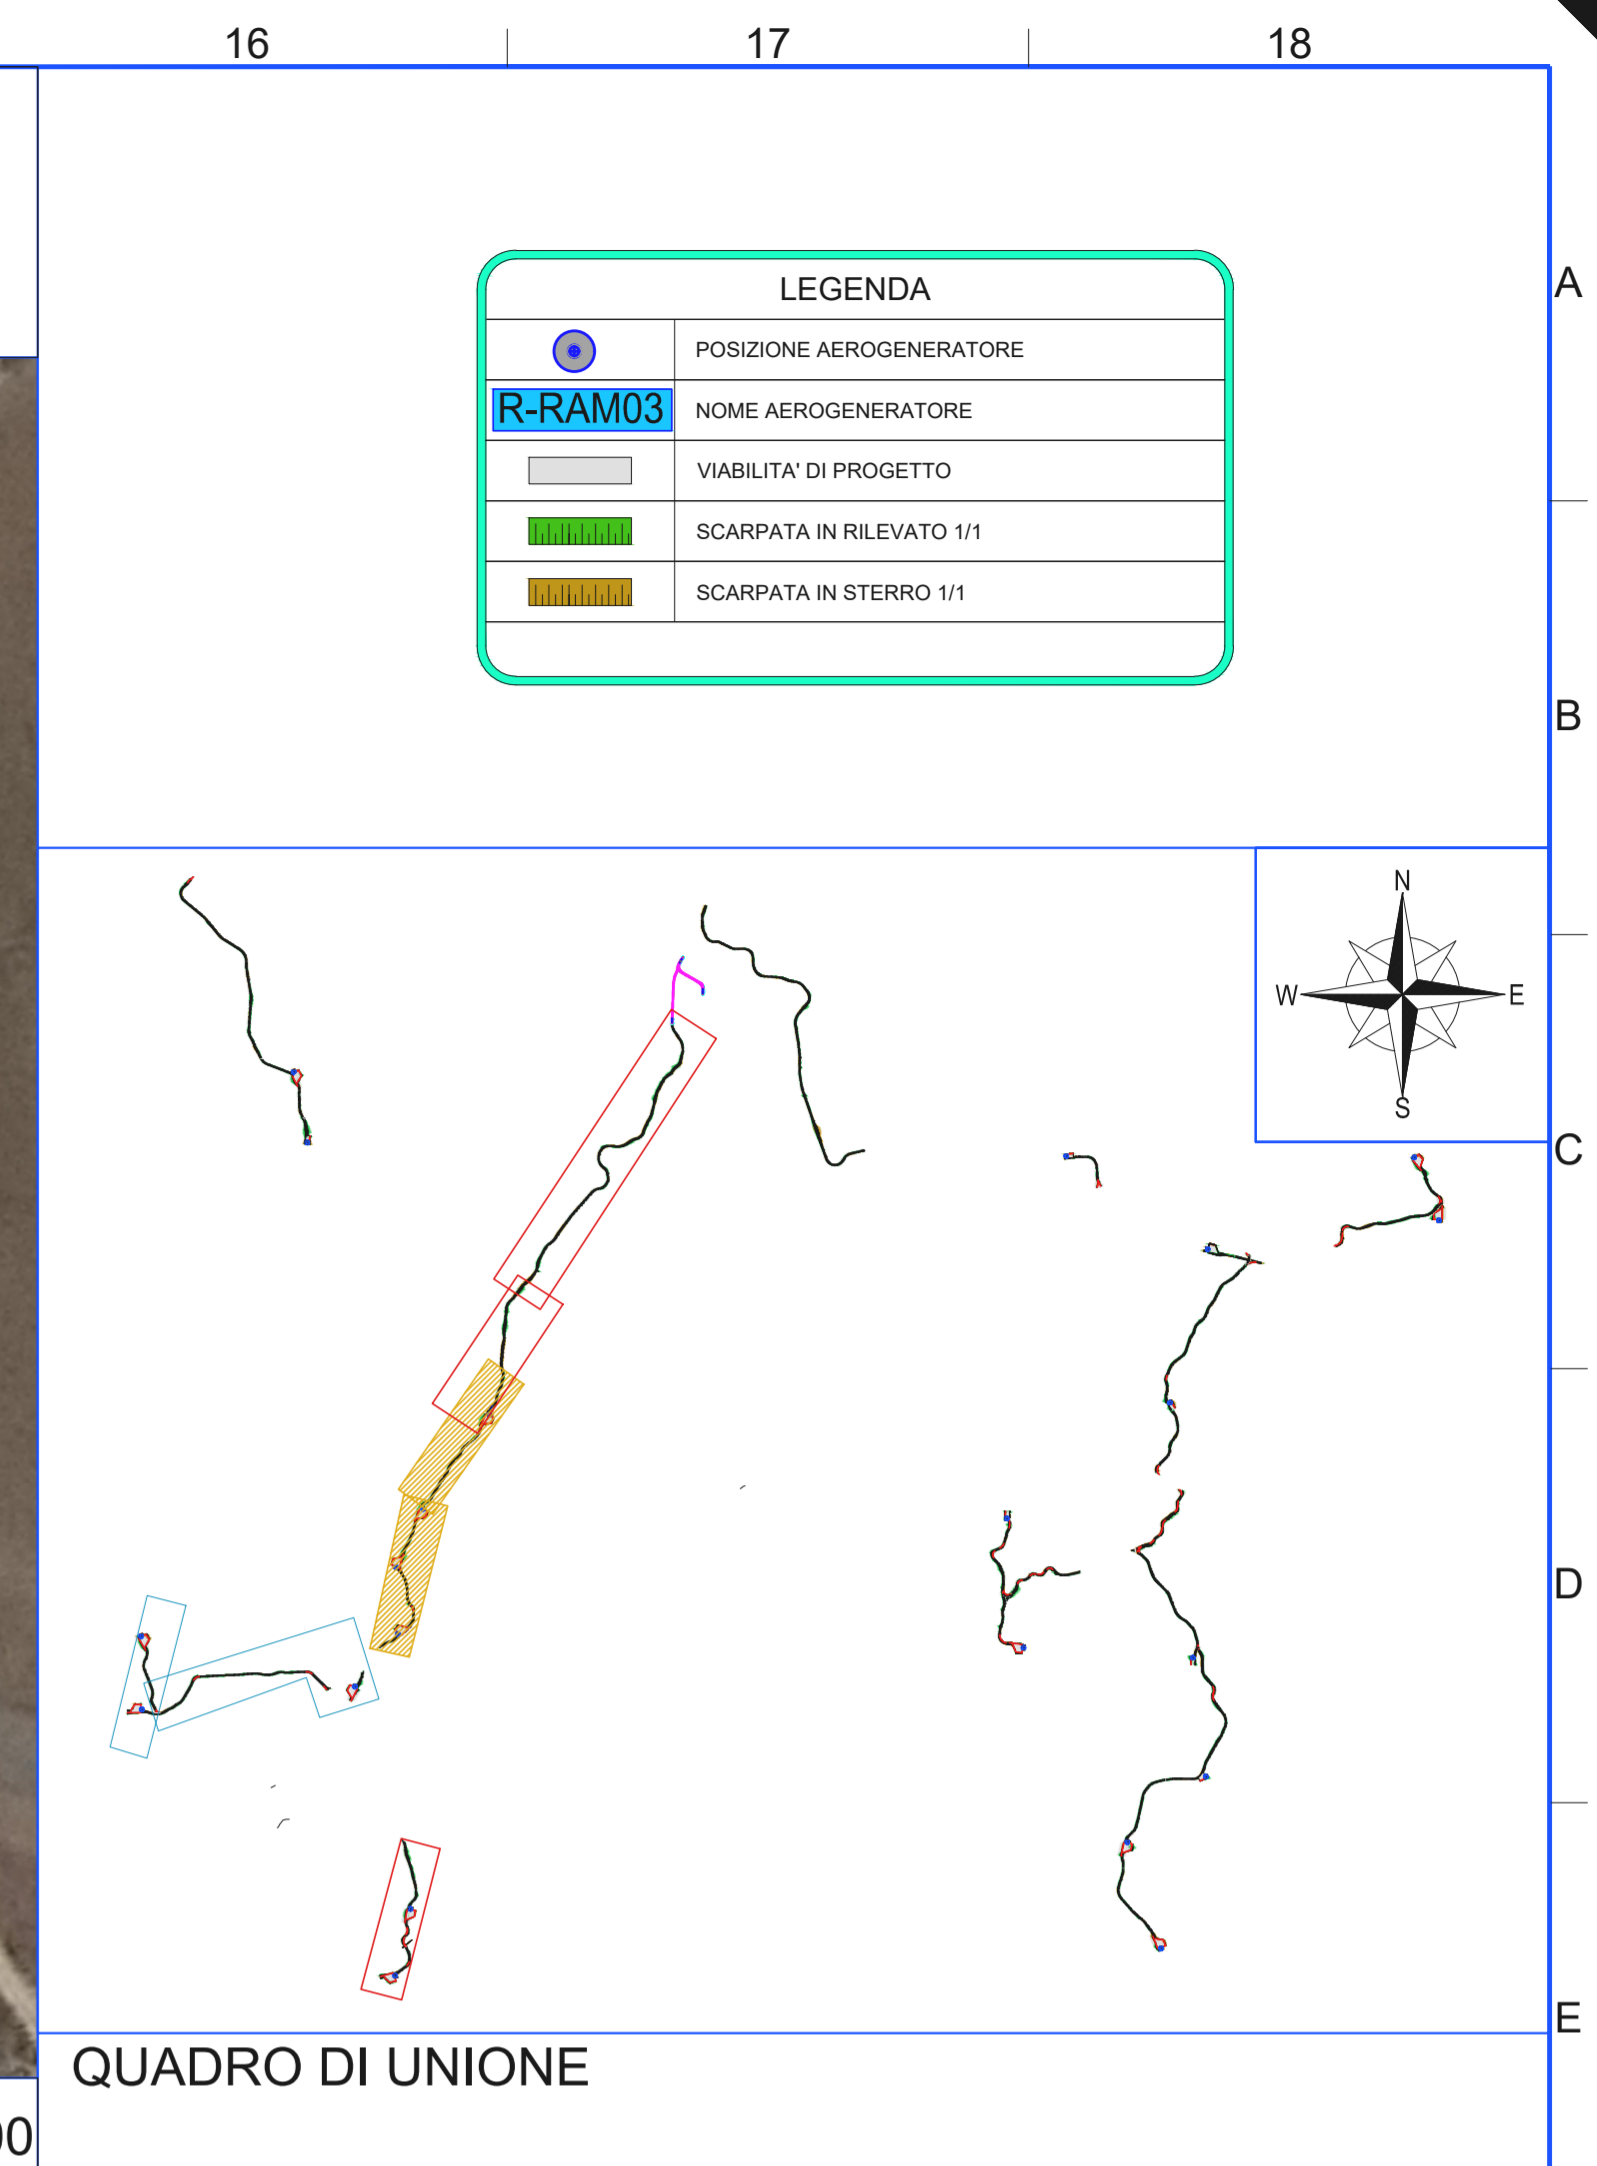 16 17 18
A
LEGENDA
POSIZIONE AEROGENERATORE
R-RAM03 NOME AEROGENERATORE
VIABILITA' DI PROGETTO
SCARPATA IN RILEVATO 1/1
SCARPATA IN STERRO 1/1
B
N
W E
S
C
D
E
QUADRO DI UNIONE
00